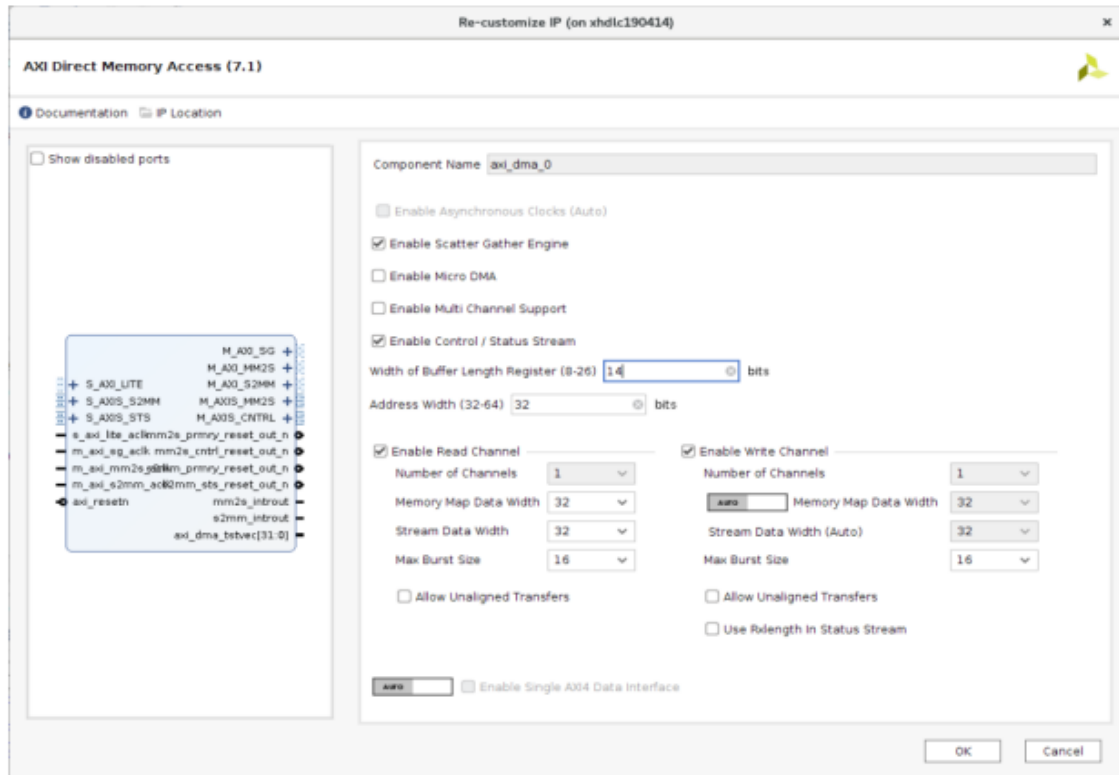 Re-customize IP (on xhdlc190414)
AXI Direct Memory Access (7.1)
Documentation IP Location
Show disabled ports
M_AXI_SG
M_AXI_MM2S
S_AXI_LITE M_AXI_S2MM
S_AXIS_S2MM M_AXIS_MM2S
S_AXIS_STS M_AXIS_CNTRL
mm2s_prmry_reset_out_n
m_axi_sg_aclk mm2s_cntrl_reset_out_n
axi_resetn mm2s_introut
s2mm_introut
axi_dma_tstvec[31:0]
Component Name axi_dma_0
Enable Asynchronous Clocks (Auto)
Enable Scatter Gather Engine
Enable Micro DMA
Enable Multi Channel Support
Enable Control / Status Stream
Width of Buffer Length Register (8-26) 14 bits
Address Width (32-64) 32 bits
Enable Read Channel
Number of Channels 1
Memory Map Data Width 32
Stream Data Width 32
Max Burst Size 16
Allow Unaligned Transfers
Enable Write Channel
Number of Channels 1
AUTO Memory Map Data Width 32
Stream Data Width (Auto) 32
Max Burst Size 16
Allow Unaligned Transfers
Use Rxlength In Status Stream
AUTO Enable Single AXI4 Data Interface
OK Cancel